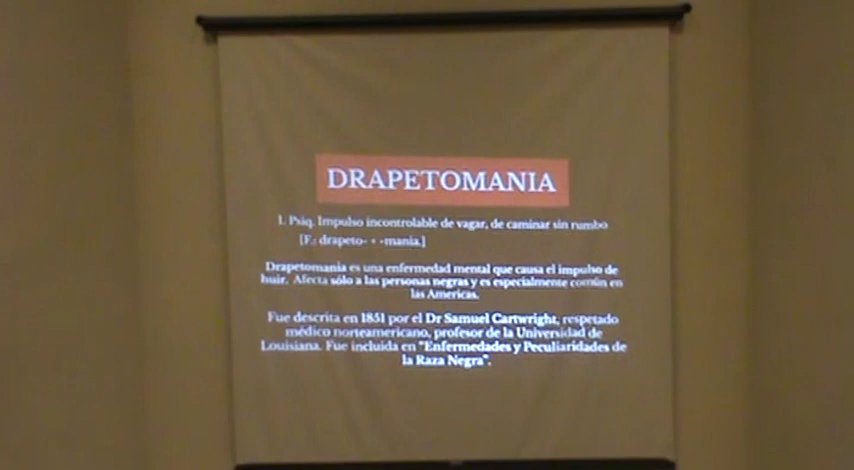 DRAPETOMANIA
1. Psiq. Impulso incontrolable de vagar, de caminar sin rumbo
[F.: drapeto- + -mania.]
Drapetomania es una enfermedad mental que causa el impulso de
huir. Afecta sólo a las personas negras y es especialmente común en
las Americas.
Fue descrita en 1851 por el Dr Samuel Cartwright, respetado
médico norteamericano, profesor de la Universidad de
Louisiana. Fue incluida en "Enfermedades y Peculiaridades de
la Raza Negra".